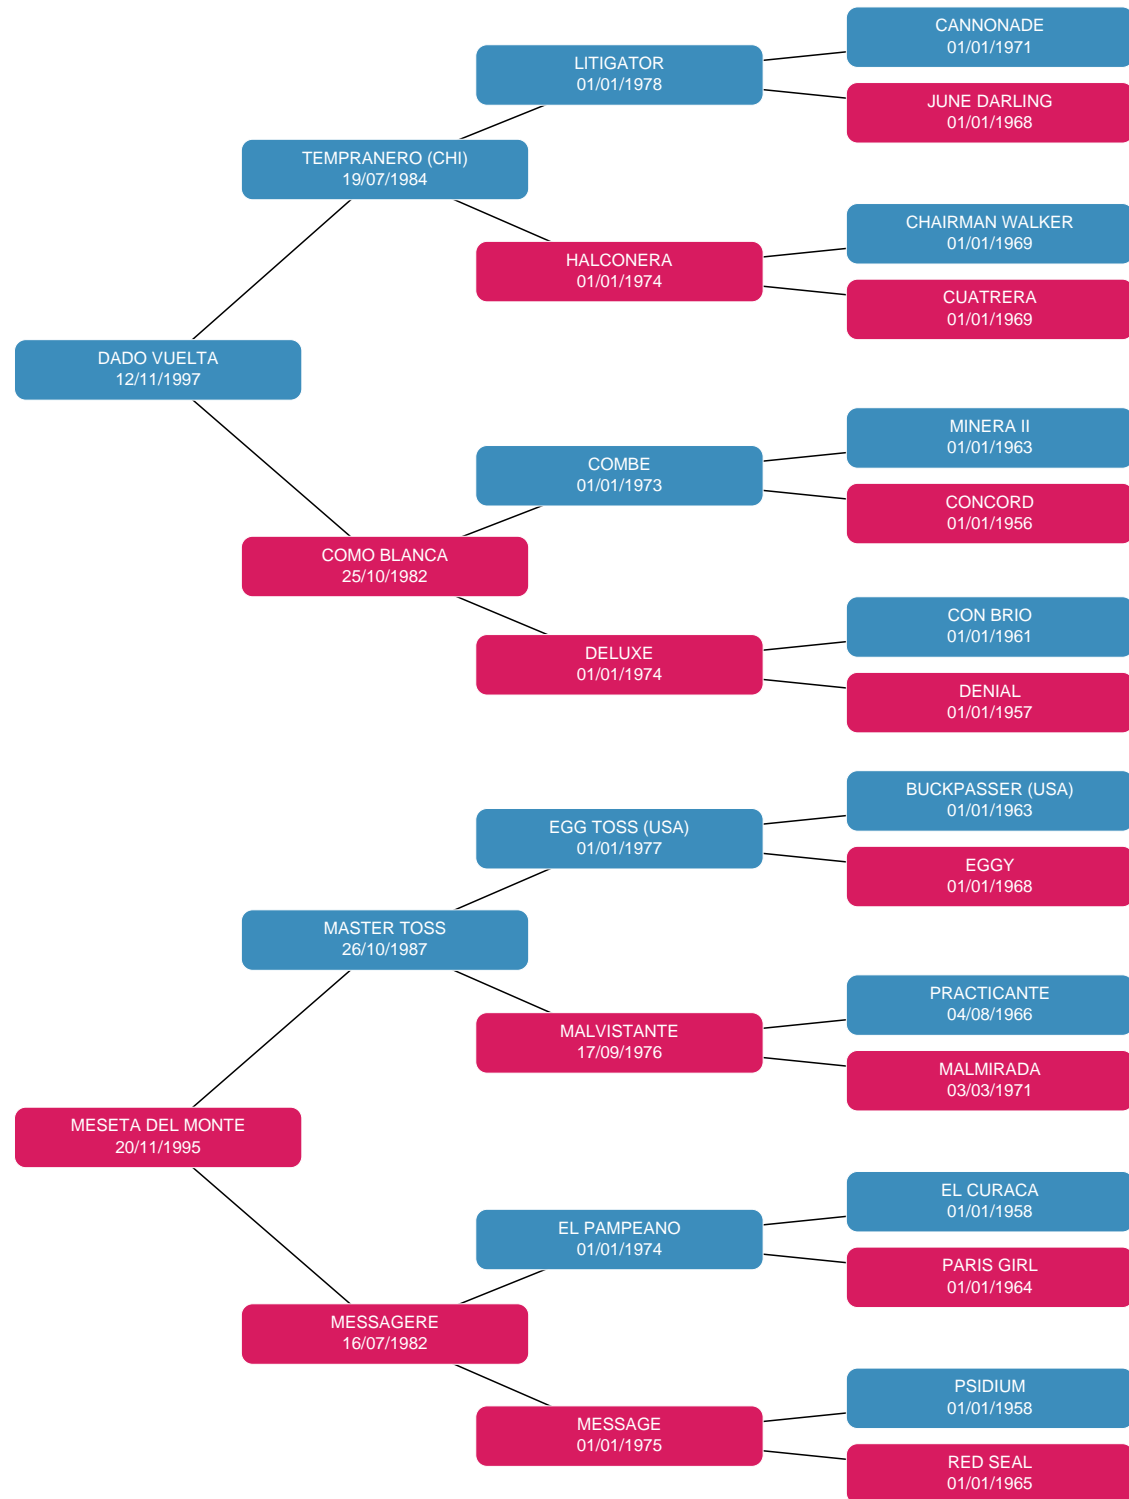 CANNONADE
01/01/1971
LITIGATOR
01/01/1978
JUNE DARLING
01/01/1968
TEMPRANERO (CHI)
19/07/1984
CHAIRMAN WALKER
01/01/1969
HALCONERA
01/01/1974
CUATRERA
01/01/1969
DADO VUELTA
12/11/1997
MINERA II
01/01/1963
COMBE
01/01/1973
CONCORD
01/01/1956
COMO BLANCA
25/10/1982
CON BRIO
01/01/1961
DELUXE
01/01/1974
DENIAL
01/01/1957
BUCKPASSER (USA)
01/01/1963
EGG TOSS (USA)
01/01/1977
EGGY
01/01/1968
MASTER TOSS
26/10/1987
PRACTICANTE
04/08/1966
MALVISTANTE
17/09/1976
MALMIRADA
03/03/1971
MESETA DEL MONTE
20/11/1995
EL CURACA
01/01/1958
EL PAMPEANO
01/01/1974
PARIS GIRL
01/01/1964
MESSAGERE
16/07/1982
PSIDIUM
01/01/1958
MESSAGE
01/01/1975
RED SEAL
01/01/1965